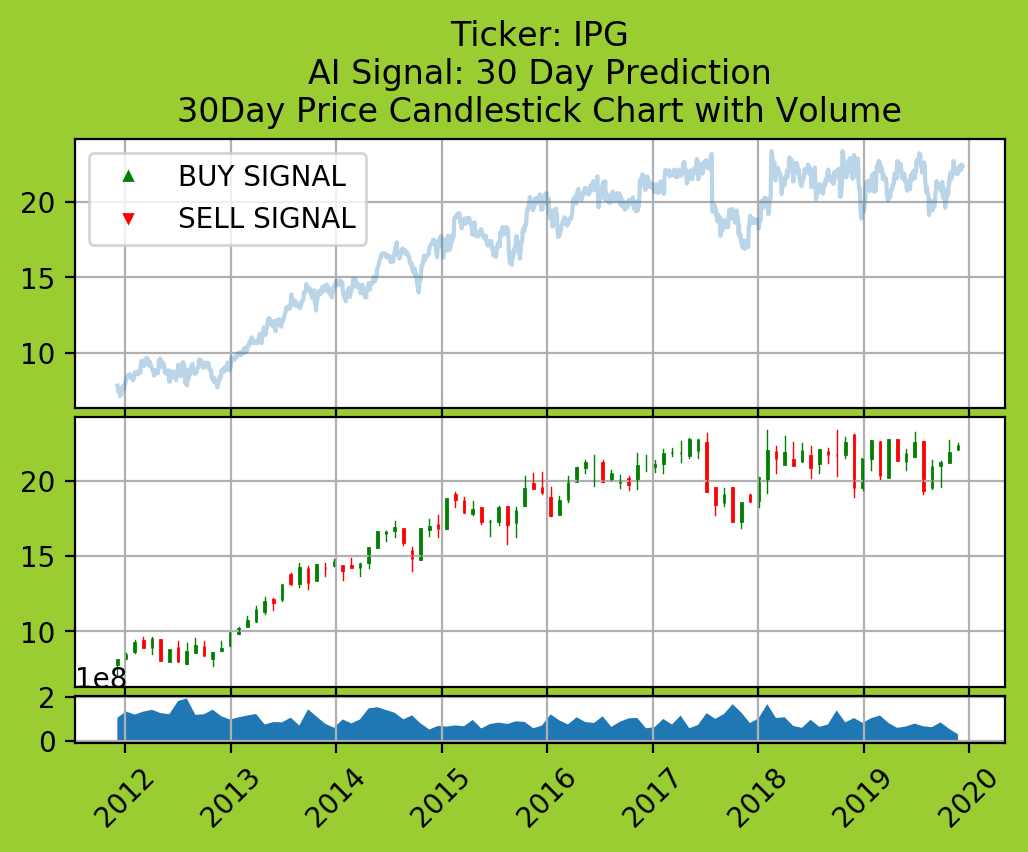 Ticker: IPG
AI Signal: 30 Day Prediction
30Day Price Candlestick Chart with Volume
BUY SIGNAL
SELL SIGNAL
20
15
10
20
15
10
1e8
2
0
2012
2013
2014
2015
2016
2017
2018
2019
2020